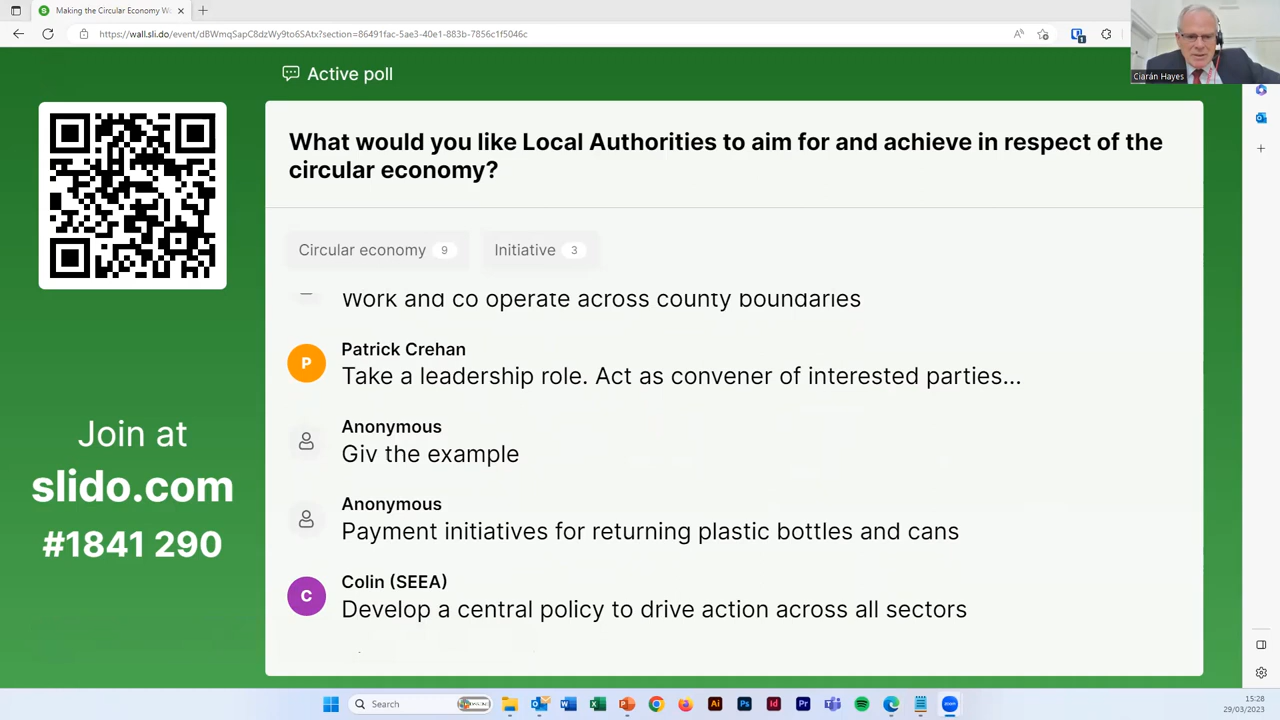 Making the Circular Economy Wi
https://wall.sli.do/event/dBWmqSapC8dzWy9to6SAtx?section=86491fac-5ae3-40e1-883b-7856c1f5046c
Ciarán Hayes
Active poll
What would you like Local Authorities to aim for and achieve in respect of the
circular economy?
Circular economy 9
Initiative 3
Work and co operate across county boundaries
P
Patrick Crehan
Take a leadership role. Act as convener of interested parties...
Anonymous
Giv the example
Anonymous
Payment initiatives for returning plastic bottles and cans
C
Colin (SEEA)
Develop a central policy to drive action across all sectors
Join at
slido.com
#1841 290
Search
15:28
29/03/2023